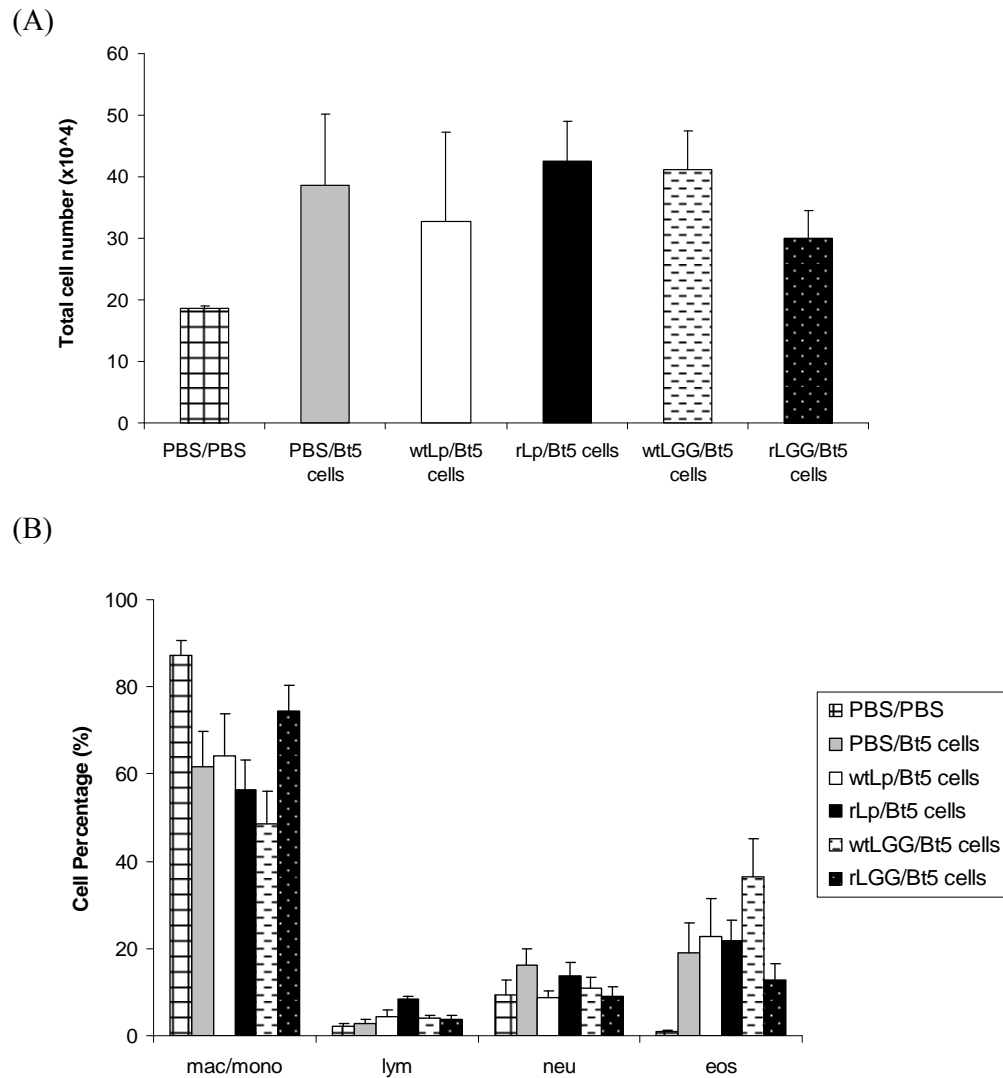 (A)
60
50
40
30
20
10
0
Total cell number (x10^4)
PBS/PBS
PBS/Bt5
cells
wtLp/Bt5
cells
rLp/Bt5 cells
wtLGG/Bt5
cells
rLGG/Bt5
cells
(B)
100
80
60
40
20
0
Cell Percentage (%)
mac/mono
lym
neu
eos
PBS/PBS
PBS/Bt5 cells
wtLp/Bt5 cells
rLp/Bt5 cells
wtLGG/Bt5 cells
rLGG/Bt5 cells